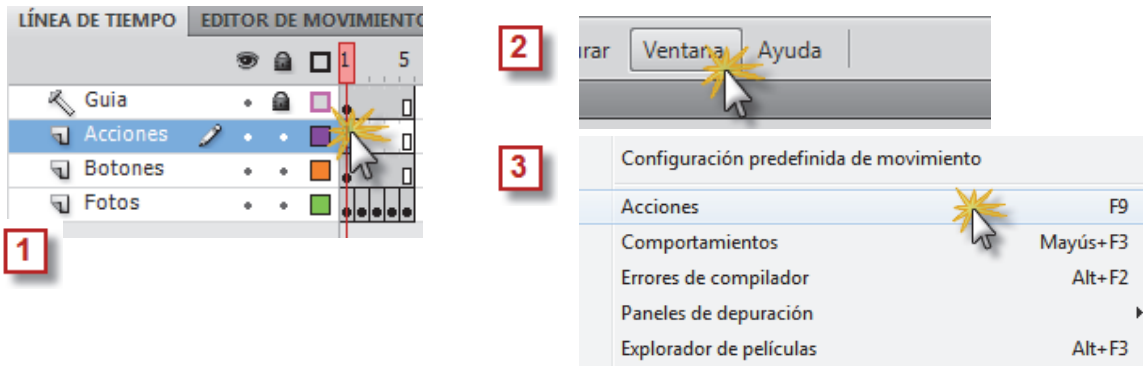 LÍNEA DE TIEMPO EDITOR DE MOVIMIENTO
1 5
Guia
Acciones
Botones
Fotos
1
2
rar Ventana Ayuda
3
Configuración predefinida de movimiento
Acciones F9
Comportamientos Mayús+F3
Errores de compilador Alt+F2
Paneles de depuración
Explorador de películas Alt+F3